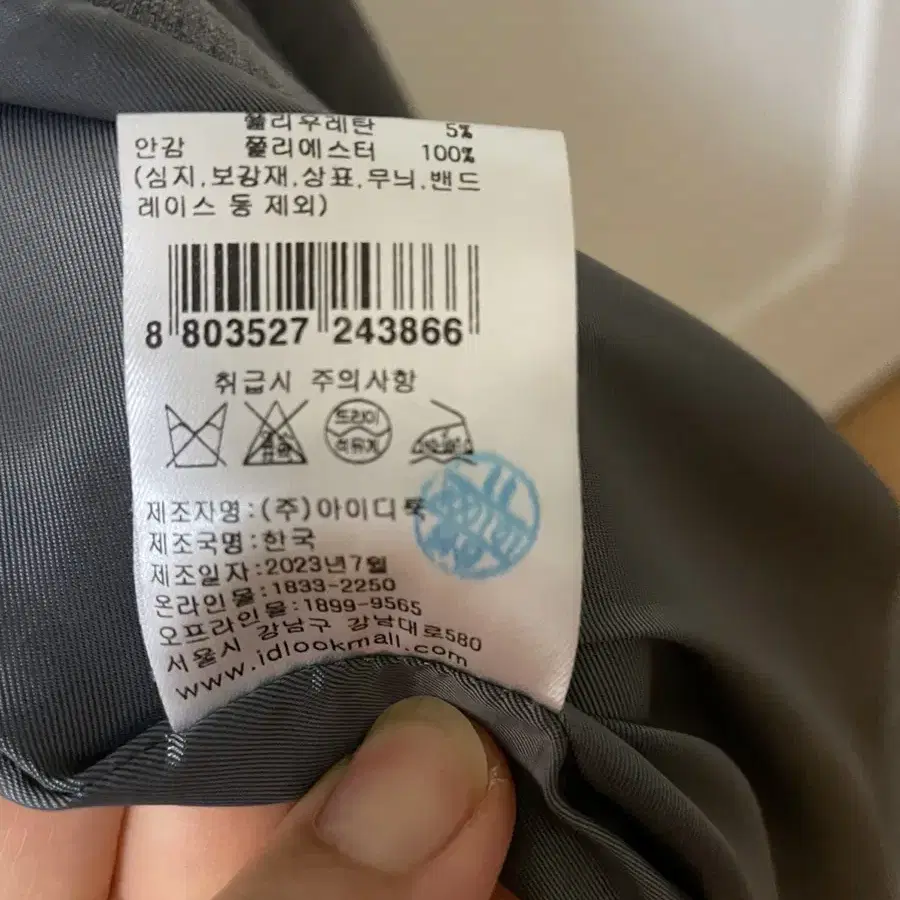 폴리우레탄 5%
안감 폴리에스터 100%
(심지.보강재.상표.무늬.밴드
레이스 등 제외)
8 803527 243866
취급시 주의사항
드라이
석유계
제조자명:(주)아이디룩
제조국명:한국
제조일자:2023년7월
온라인몰:1833-2250
오프라인몰:1899-9565
서울시 강남구 강남대로580
www.idlookmall.com